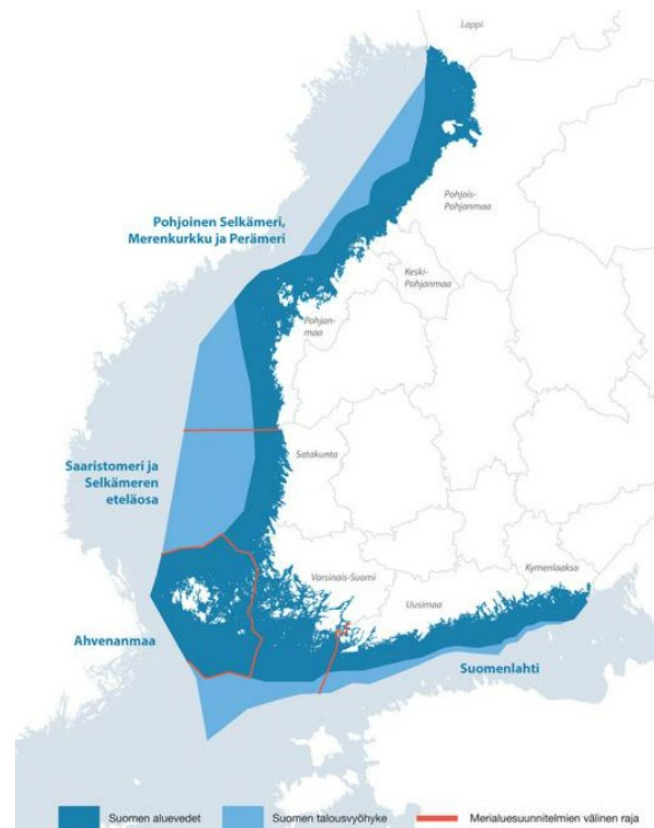 Lappi
Pohjois-
Pohjanmaa
Pohjoinen Selkämeri,
Merenkurkku ja Perämeri
Keski-
Pohjanmaa
Pohjan-
maa
Satakunta
Saaristomeri ja
Selkämeren
eteläosa
Varsinais-Suomi
Kymenlaakso
Uusimaa
Ahvenanmaa
Suomenlahti
Suomen aluevedet
Suomen talousvyöhyke
Merialuesuunnitelmien välinen raja